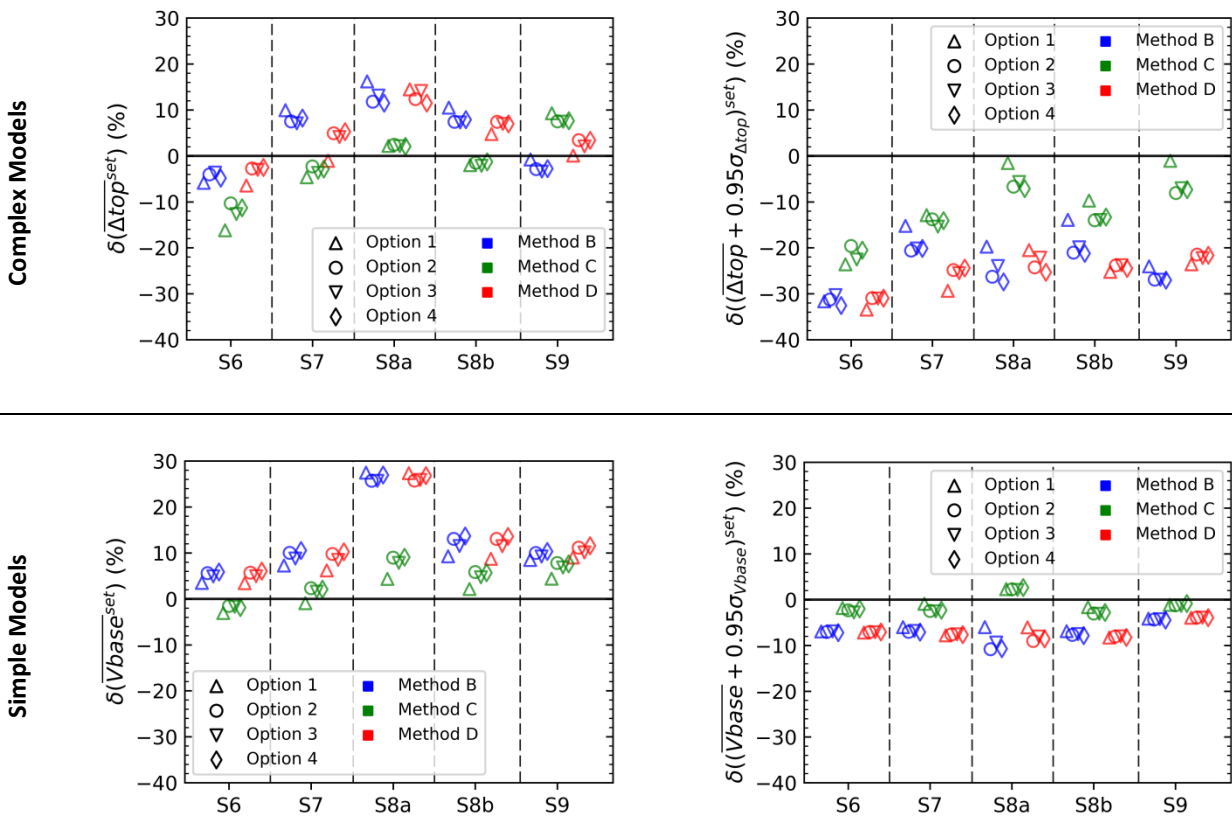 Complex Models
δ(Δtop^set) (%)
30
20
10
0
−10
−20
−30
−40
Option 1 Method B
Option 2 Method C
Option 3 Method D
Option 4
S6 S7 S8a S8b S9
δ((Δtop + 0.95σ_Δtop)^set) (%)
30
20
10
0
−10
−20
−30
−40
Option 1 Method B
Option 2 Method C
Option 3 Method D
Option 4
S6 S7 S8a S8b S9
Simple Models
δ(Vbase^set) (%)
30
20
10
0
−10
−20
−30
−40
Option 1 Method B
Option 2 Method C
Option 3 Method D
Option 4
S6 S7 S8a S8b S9
δ((Vbase + 0.95σ_Vbase)^set) (%)
30
20
10
0
−10
−20
−30
−40
Option 1 Method B
Option 2 Method C
Option 3 Method D
Option 4
S6 S7 S8a S8b S9